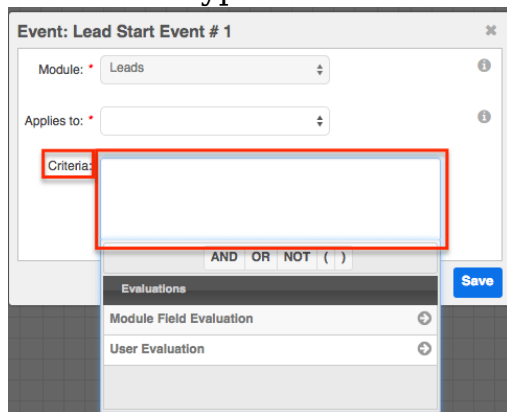 Event: Lead Start Event # 1
Module: * Leads
Applies to: *
Criteria:
AND OR NOT ( )
Evaluations
Save
Module Field Evaluation
User Evaluation